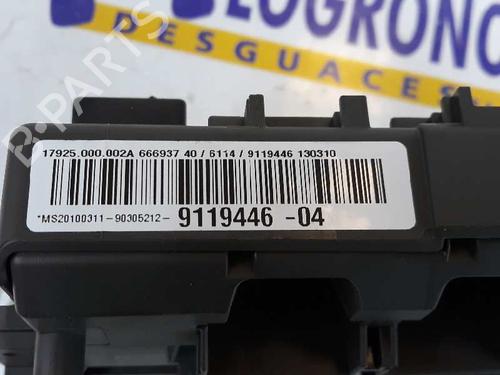 LOGROÑO
DESGUACES
B-PARTS
17925.000.002A 666937 40 / 6114 / 9119446 130310
*MS20100311-90305212- 9119446 -04